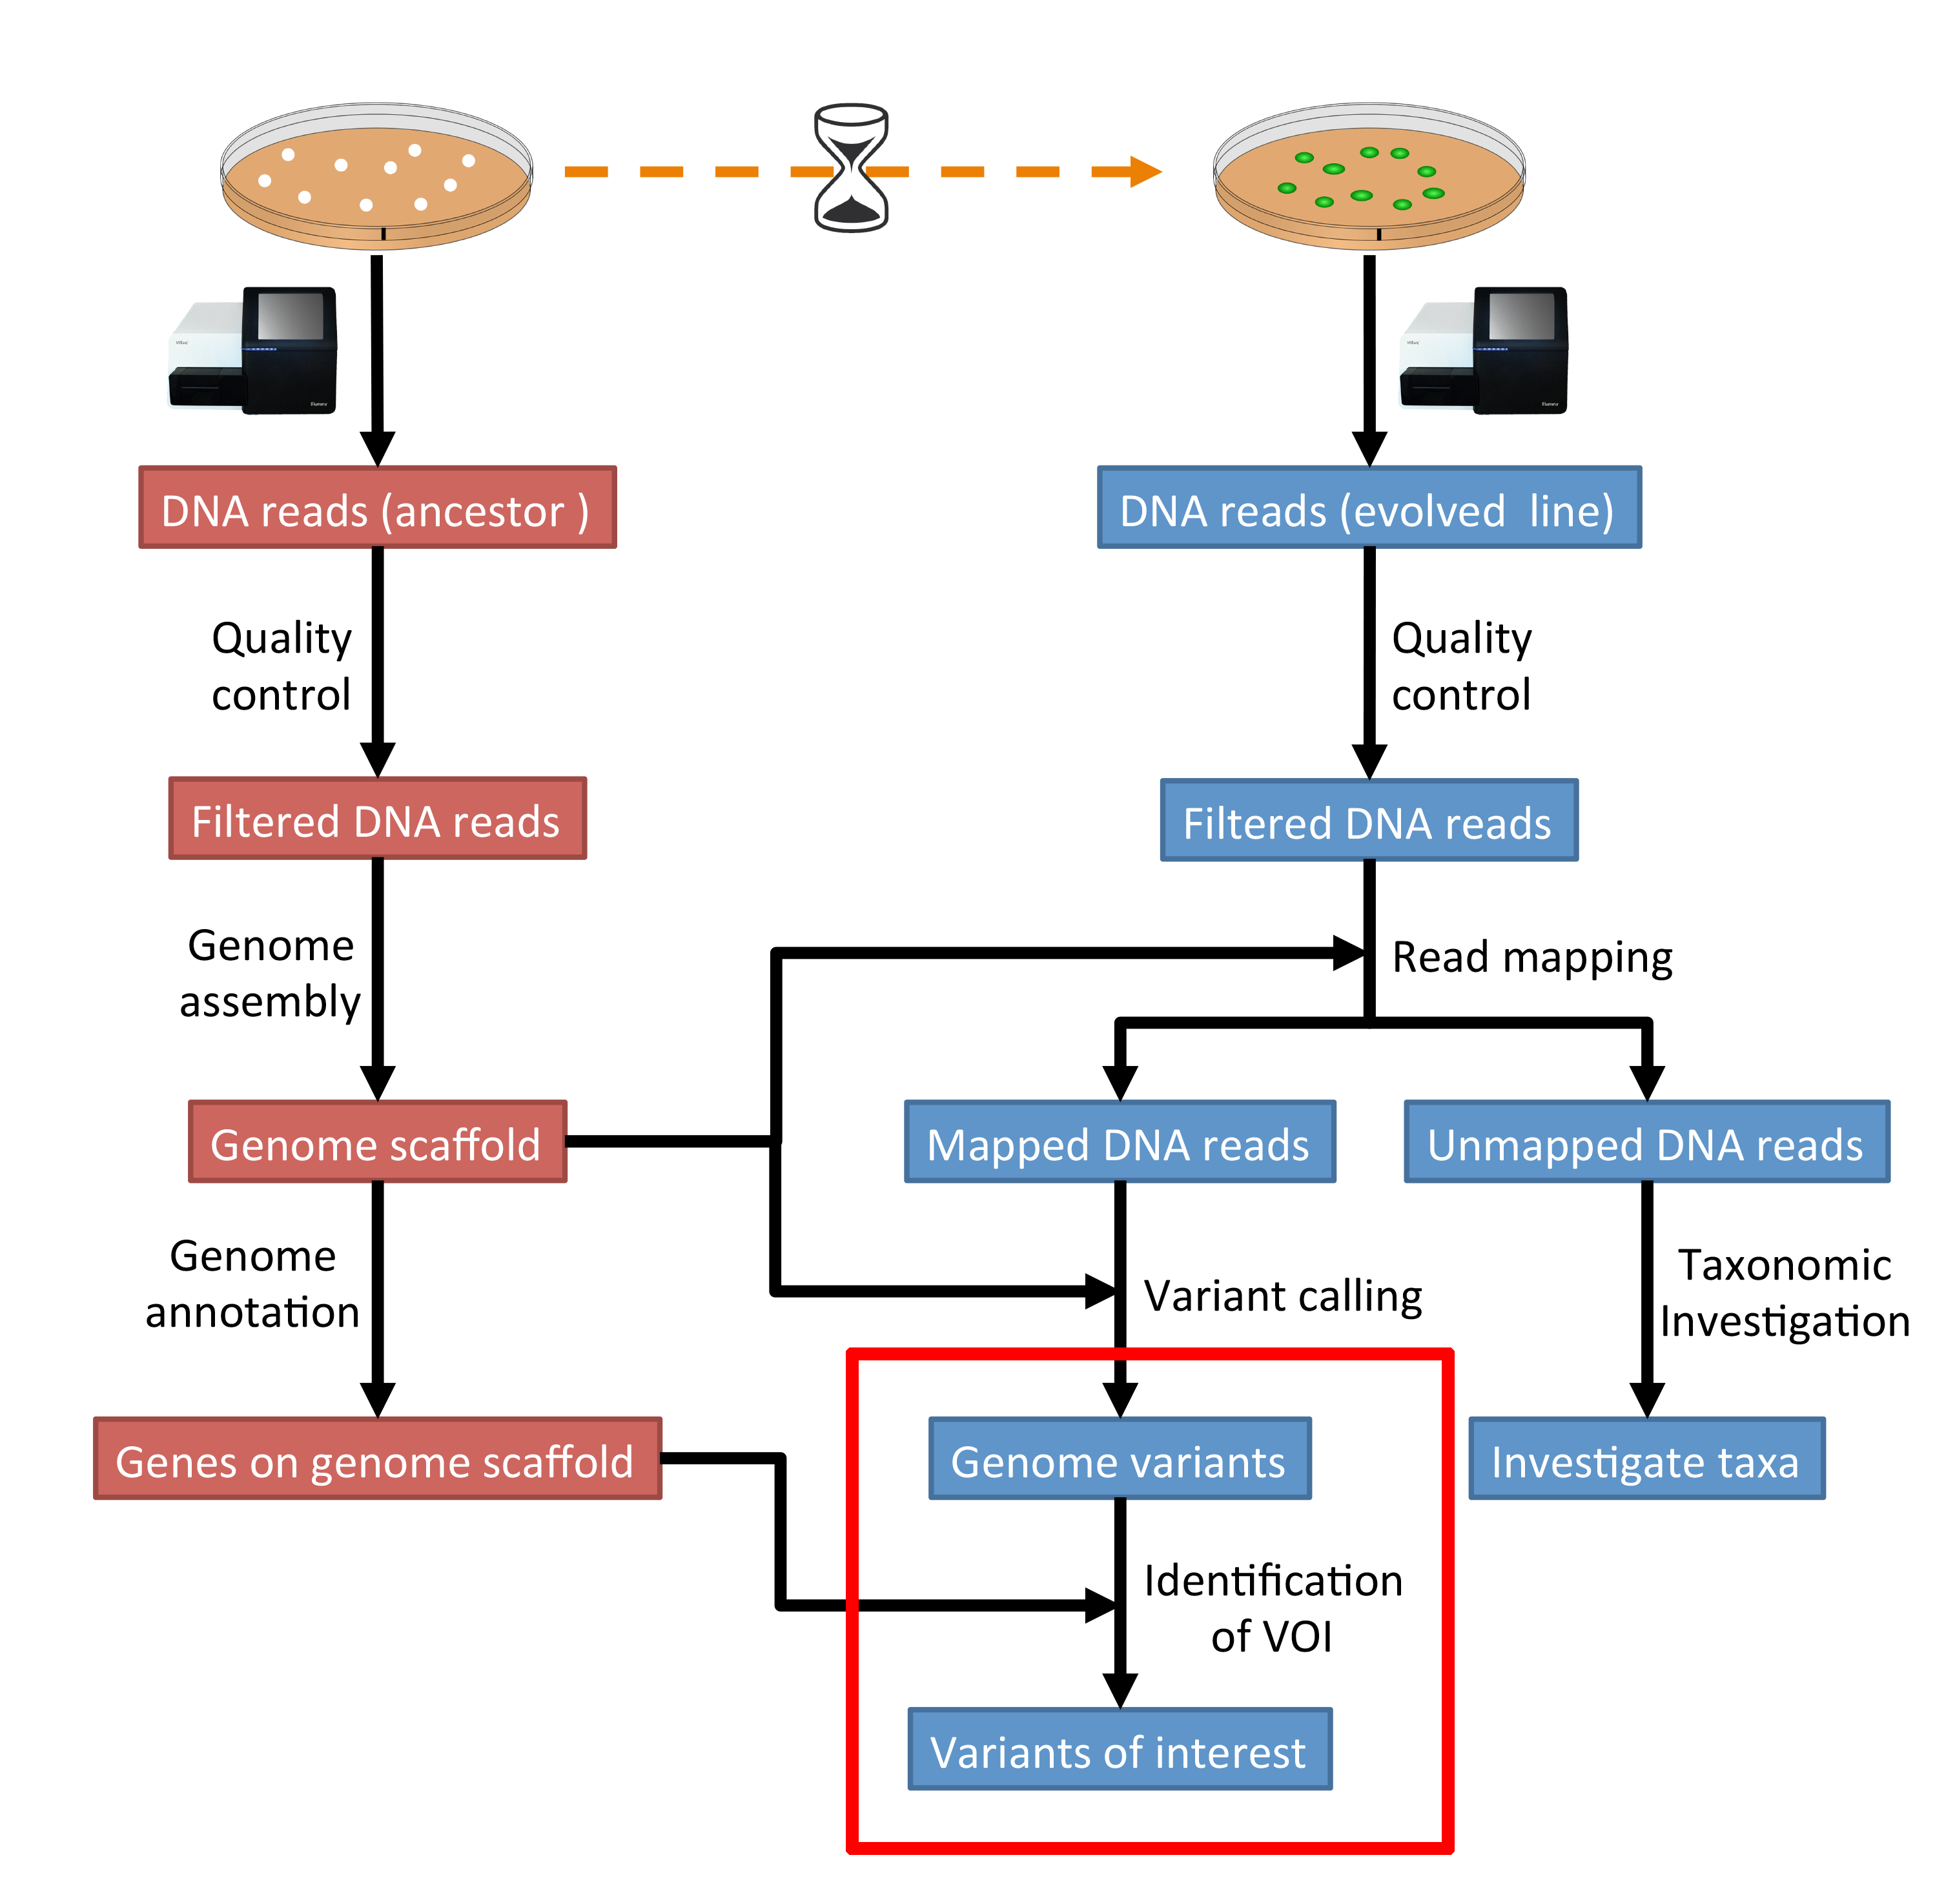 DNA reads (ancestor )
DNA reads (evolved  line)
Quality
control
Quality
control
Filtered DNA reads
Filtered DNA reads
Genome
assembly
Read mapping
Genome scaffold
Mapped DNA reads
Unmapped DNA reads
Genome
annotation
Variant calling
Taxonomic
Investigation
Genes on genome scaffold
Genome variants
Investigate taxa
Identification
of VOI
Variants of interest